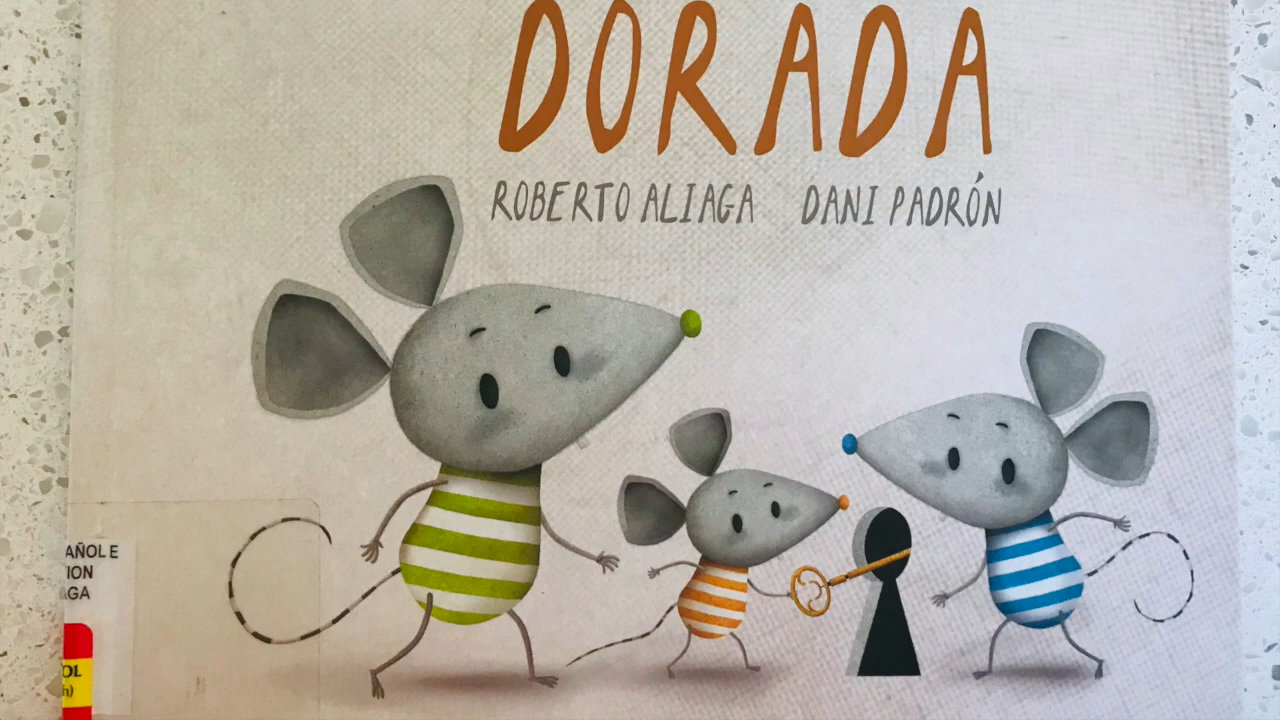 DORADA
ROBERTO ALIAGA DANI PADRÓN
AÑOL E
ION
AGA
OL
h)